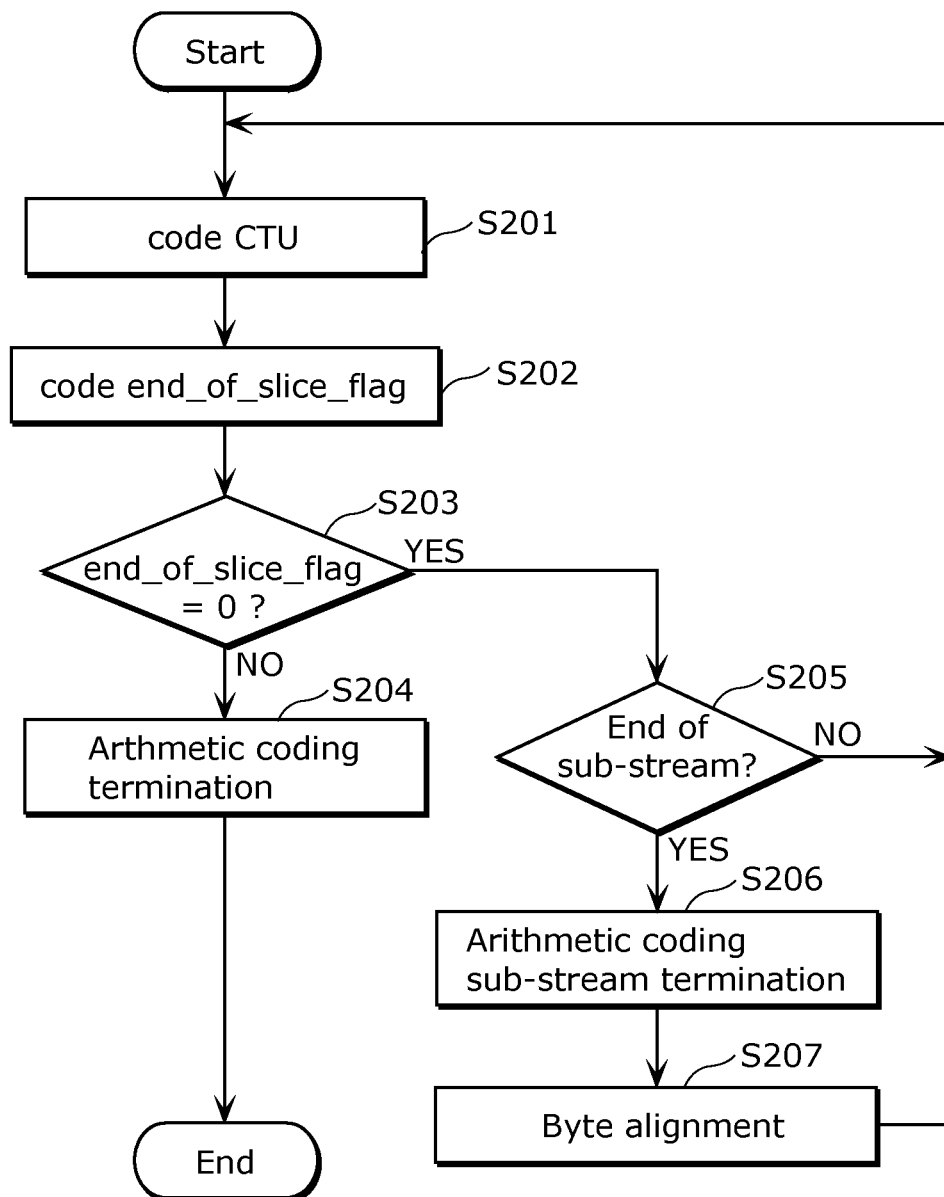 Start
code CTU
S201
code end_of_slice_flag
S202
S203
end_of_slice_flag
= 0 ?
YES
NO
S204
Arthmetic coding
termination
S205
End of
sub-stream?
NO
YES
S206
Arithmetic coding
sub-stream termination
S207
Byte alignment
End